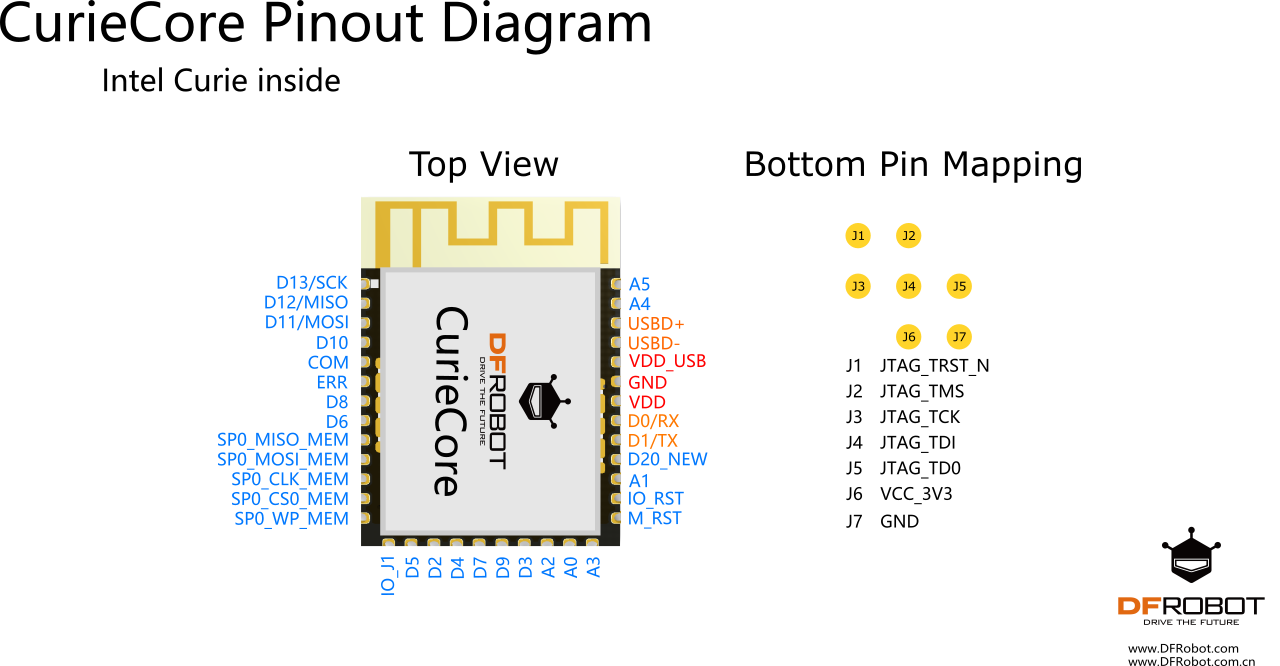 CurieCore Pinout Diagram
Intel Curie inside
Top View
D13/SCK
D12/MISO
D11/MOSI
D10
COM
ERR
D8
D6
SP0_MISO_MEM
SP0_MOSI_MEM
SP0_CLK_MEM
SP0_CS0_MEM
SP0_WP_MEM
CurieCore
DFROBOT
DRIVE THE FUTURE
A5
A4
USBD+
USBD-
VDD_USB
GND
VDD
D0/RX
D1/TX
D20_NEW
A1
IO_RST
M_RST
IO_J1
D5
D2
D4
D7
D9
D3
A2
A0
A3
Bottom Pin Mapping
J1 J2
J3 J4 J5
J6 J7
J1 JTAG_TRST_N
J2 JTAG_TMS
J3 JTAG_TCK
J4 JTAG_TDI
J5 JTAG_TD0
J6 VCC_3V3
J7 GND
DFROBOT
DRIVE THE FUTURE
www.DFRobot.com
www.DFRobot.com.cn